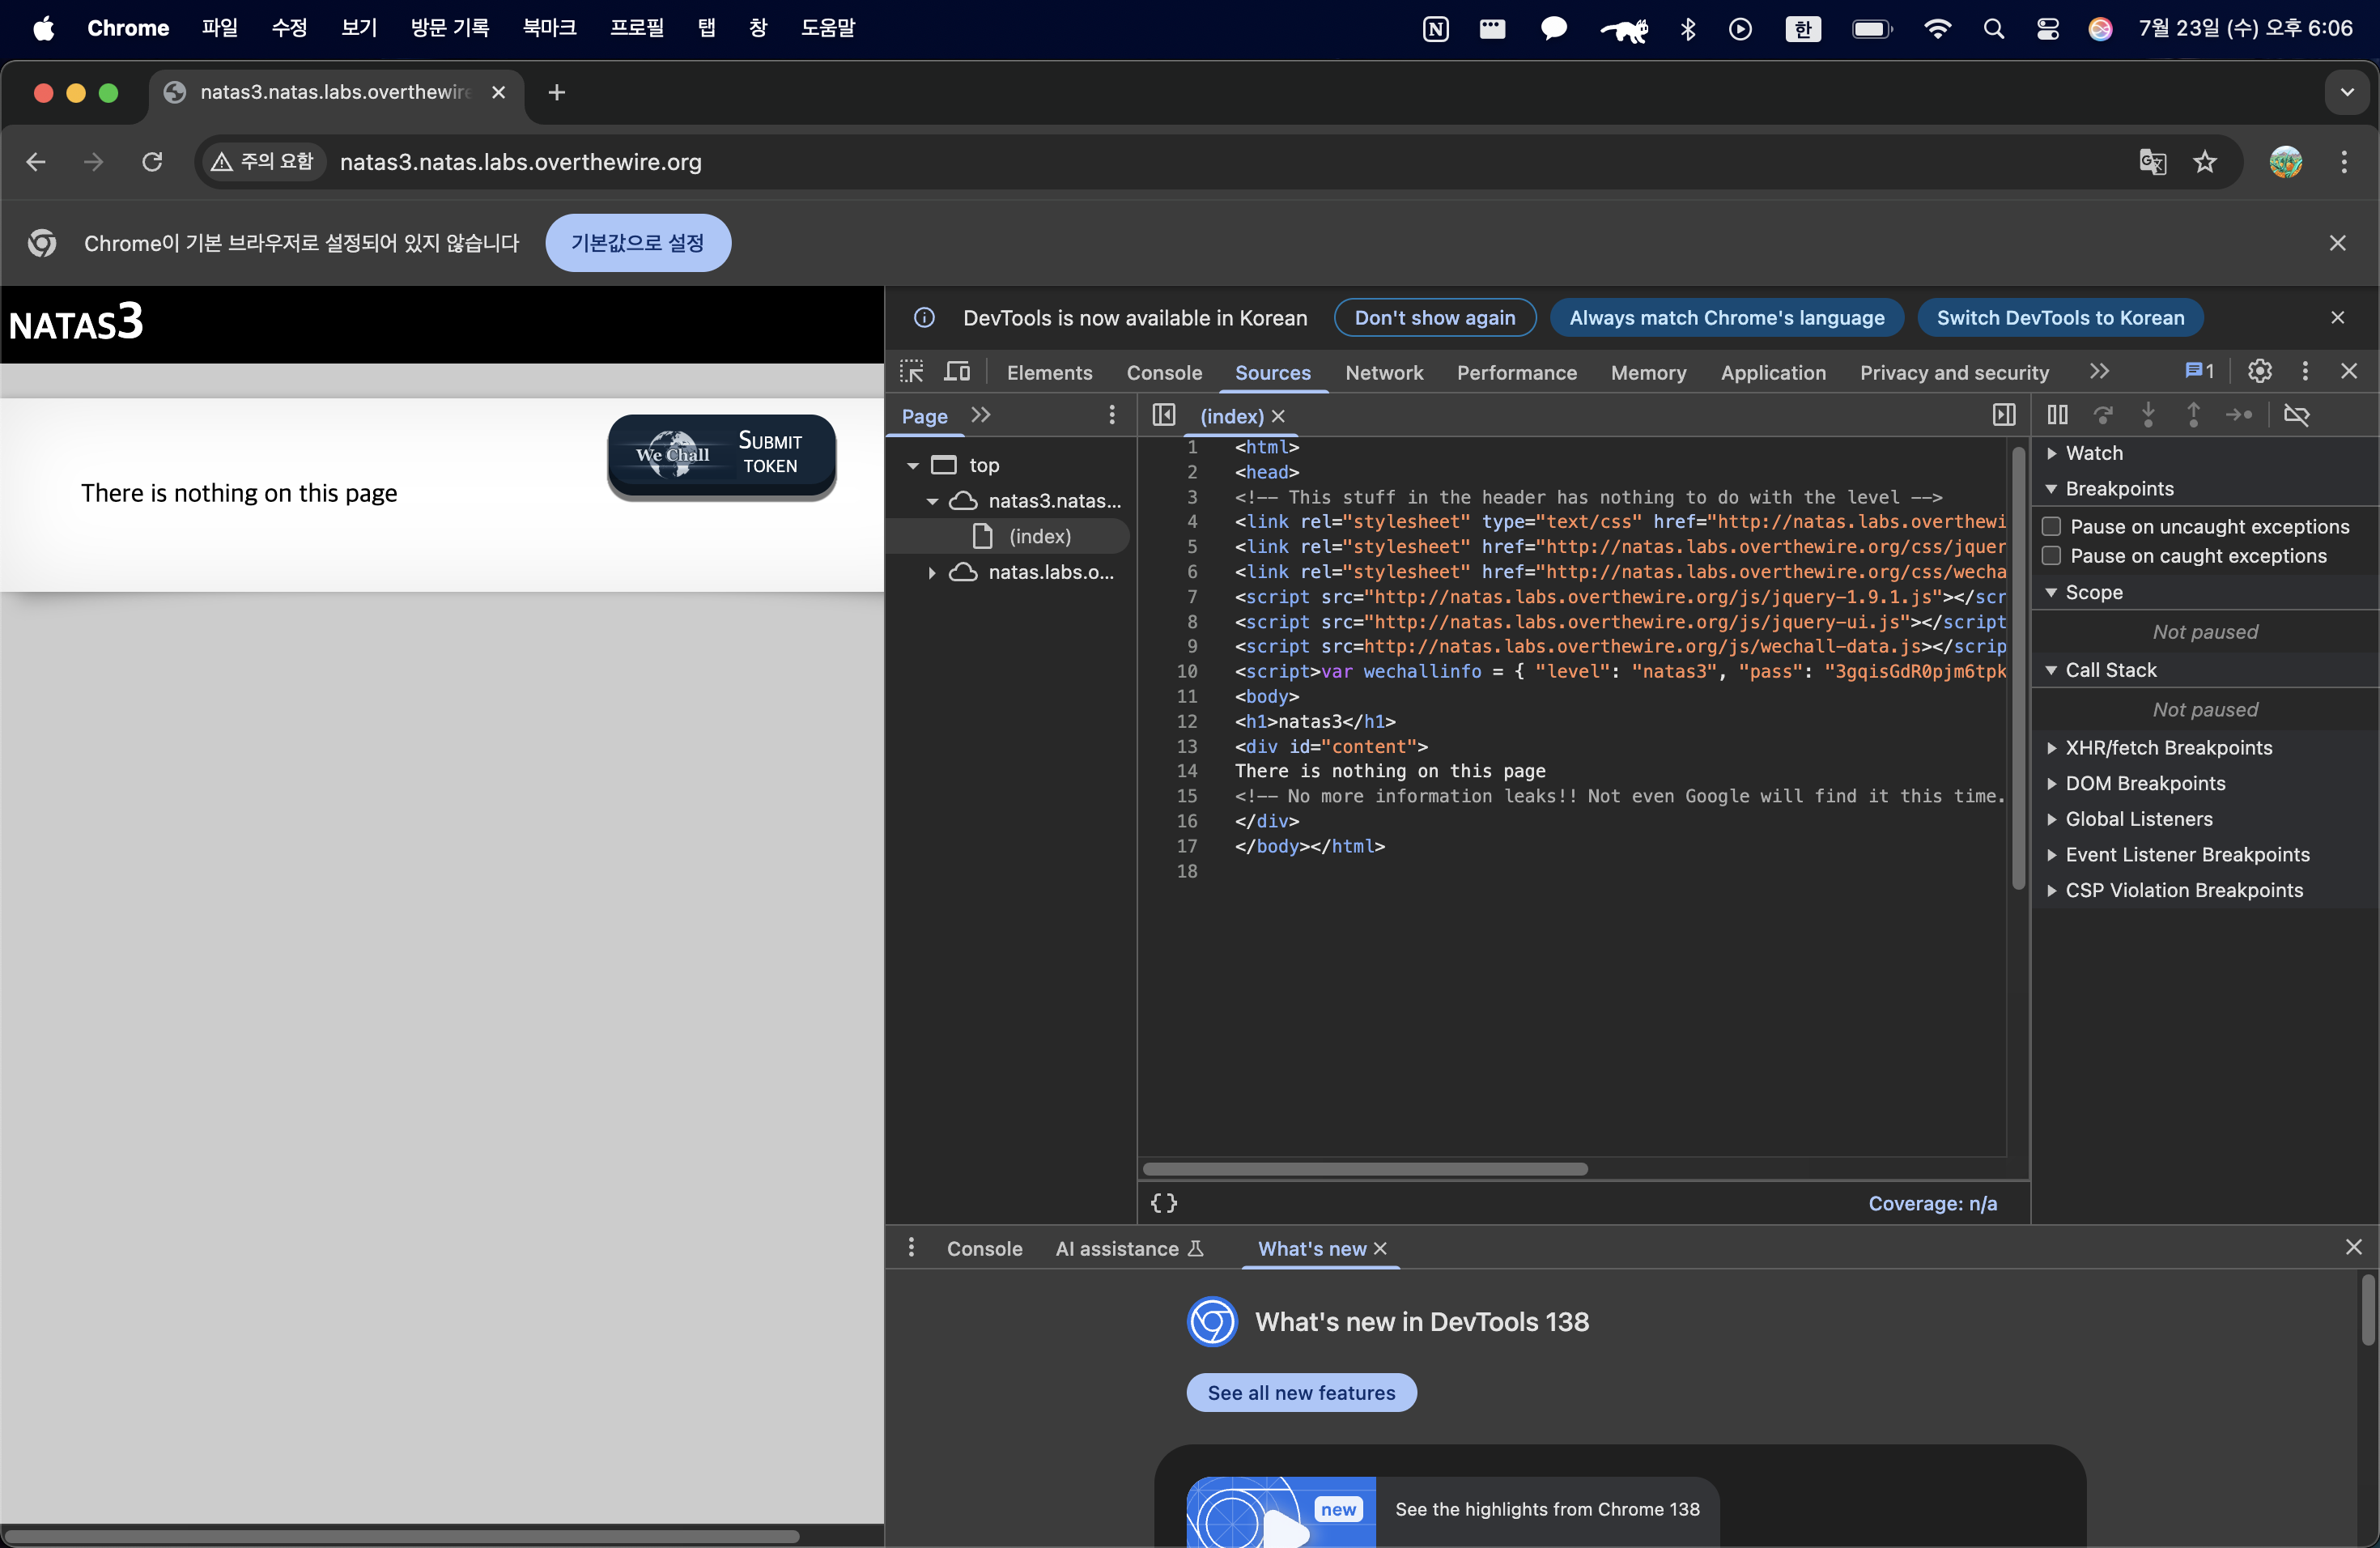 Chrome 파일 수정 보기 방문 기록 북마크 프로필 탭 창 도움말 N 한 7월 23일 (수) 오후 6:06
natas3.natas.labs.overthewire
주의 요함 natas3.natas.labs.overthewire.org
Chrome이 기본 브라우저로 설정되어 있지 않습니다 기본값으로 설정
NATAS3
There is nothing on this page
We Chall
SUBMIT
TOKEN
DevTools is now available in Korean Don't show again Always match Chrome's language Switch DevTools to Korean
Elements Console Sources Network Performance Memory Application Privacy and security 1
Page
top
natas3.natas...
(index)
natas.labs.o...
(index)
1 <html>
2 <head>
3 <!-- This stuff in the header has nothing to do with the level -->
4 <link rel="stylesheet" type="text/css" href="http://natas.labs.overthewi
5 <link rel="stylesheet" href="http://natas.labs.overthewire.org/css/jquer
6 <link rel="stylesheet" href="http://natas.labs.overthewire.org/css/wecha
7 <script src="http://natas.labs.overthewire.org/js/jquery-1.9.1.js"></scr
8 <script src="http://natas.labs.overthewire.org/js/jquery-ui.js"></script
9 <script src=http://natas.labs.overthewire.org/js/wechall-data.js></scrip
10 <script>var wechallinfo = { "level": "natas3", "pass": "3gqisGdR0pjm6tpk
11 <body>
12 <h1>natas3</h1>
13 <div id="content">
14 There is nothing on this page
15 <!-- No more information leaks!! Not even Google will find it this time.
16 </div>
17 </body></html>
18
{} Coverage: n/a
Watch
Breakpoints
Pause on uncaught exceptions
Pause on caught exceptions
Scope
Not paused
Call Stack
Not paused
XHR/fetch Breakpoints
DOM Breakpoints
Global Listeners
Event Listener Breakpoints
CSP Violation Breakpoints
Console AI assistance What's new
What's new in DevTools 138
See all new features
new
See the highlights from Chrome 138